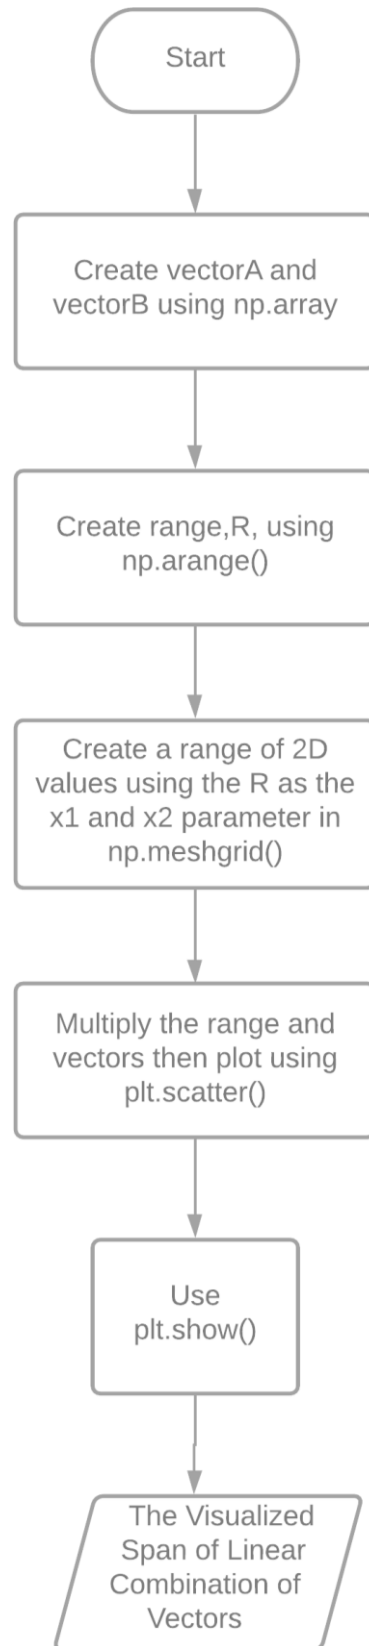 Start
Create vectorA and
vectorB using np.array
Create range,R, using
np.arange()
Create a range of 2D
values using the R as the
x1 and x2 parameter in
np.meshgrid()
Multiply the range and
vectors then plot using
plt.scatter()
Use
plt.show()
The Visualized
Span of Linear
Combination of
Vectors